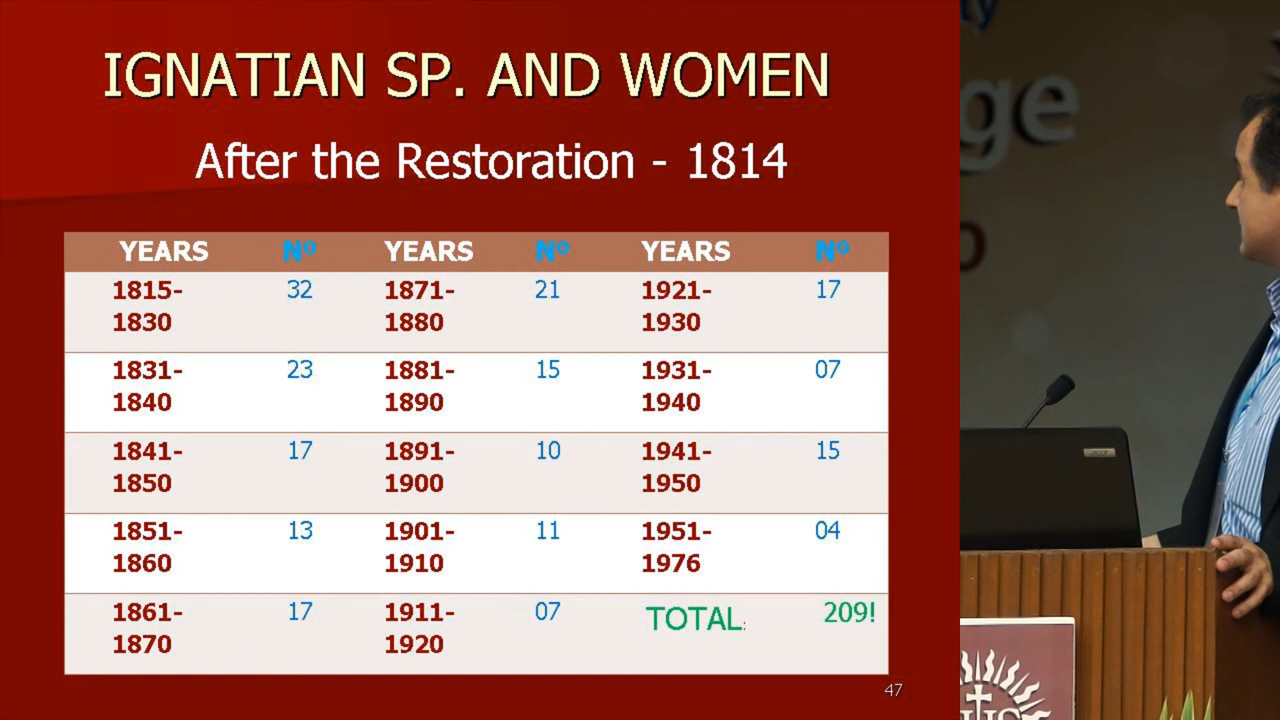 IGNATIAN SP. AND WOMEN
After the Restoration - 1814
YEARS Nº YEARS Nº YEARS Nº
1815-1830 32 1871-1880 21 1921-1930 17
1831-1840 23 1881-1890 15 1931-1940 07
1841-1850 17 1891-1900 10 1941-1950 15
1851-1860 13 1901-1910 11 1951-1976 04
1861-1870 17 1911-1920 07 TOTAL: 209!
47
ge